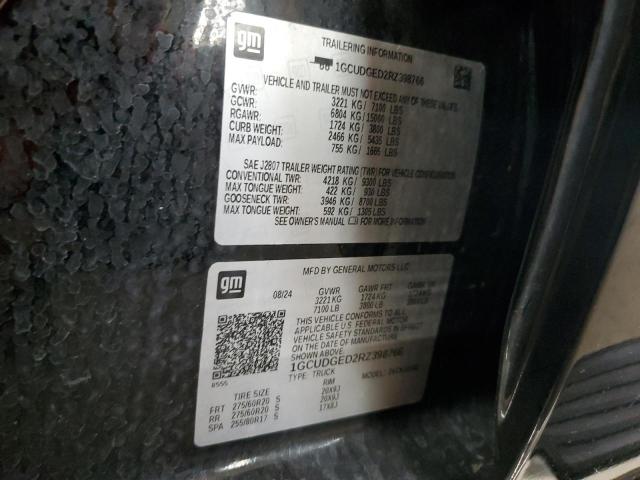 gm
TRAILERING INFORMATION
1GCUDGED2RZ398766
VEHICLE AND TRAILER MUST NOT EXCEED ANY OF THESE VALUES.
GVWR: 3221 KG / 7100 LBS
GCWR: 6804 KG / 15000 LBS
RGAWR: 1724 KG / 3800 LBS
CURB WEIGHT: 2466 KG / 5435 LBS
MAX PAYLOAD: 755 KG / 1665 LBS
SAE J2807 TRAILER WEIGHT RATING (TWR) FOR VEHICLE CONFIGURATION
CONVENTIONAL TWR: 4218 KG / 9300 LBS
MAX TONGUE WEIGHT: 422 KG / 930 LBS
GOOSENECK TWR: 3946 KG / 8700 LBS
MAX TONGUE WEIGHT: 592 KG / 1305 LBS
SEE OWNER'S MANUAL FOR MORE INFORMATION
gm
MFD BY GENERAL MOTORS LLC
08/24 GVWR GAWR FRT
3221 KG 1724 KG
7100 LB 3800 LB
THIS VEHICLE CONFORMS TO ALL
APPLICABLE U.S. FEDERAL MOTOR
VEHICLE SAFETY
IN EFFECT ON THE DATE OF MANUFACTURE
SHOWN ABOVE
1GCUDGED2RZ398766
TYPE: TRUCK
TIRE SIZE RIM
FRT 275/60R20 S 20X9J
RR 275/60R20 S 20X9J
SPA 255/80R17 S 17X8J